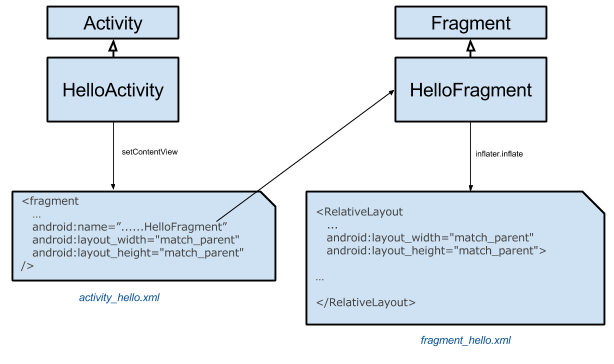 Activity
HelloActivity
setContentView
<fragment
...
android:name="......HelloFragment"
android:layout_width="match_parent"
android:layout_height="match_parent"
/>
activity_hello.xml
Fragment
HelloFragment
inflater.inflate
<RelativeLayout
...
android:layout_width="match_parent"
android:layout_height="match_parent">
...
</RelativeLayout>
fragment_hello.xml